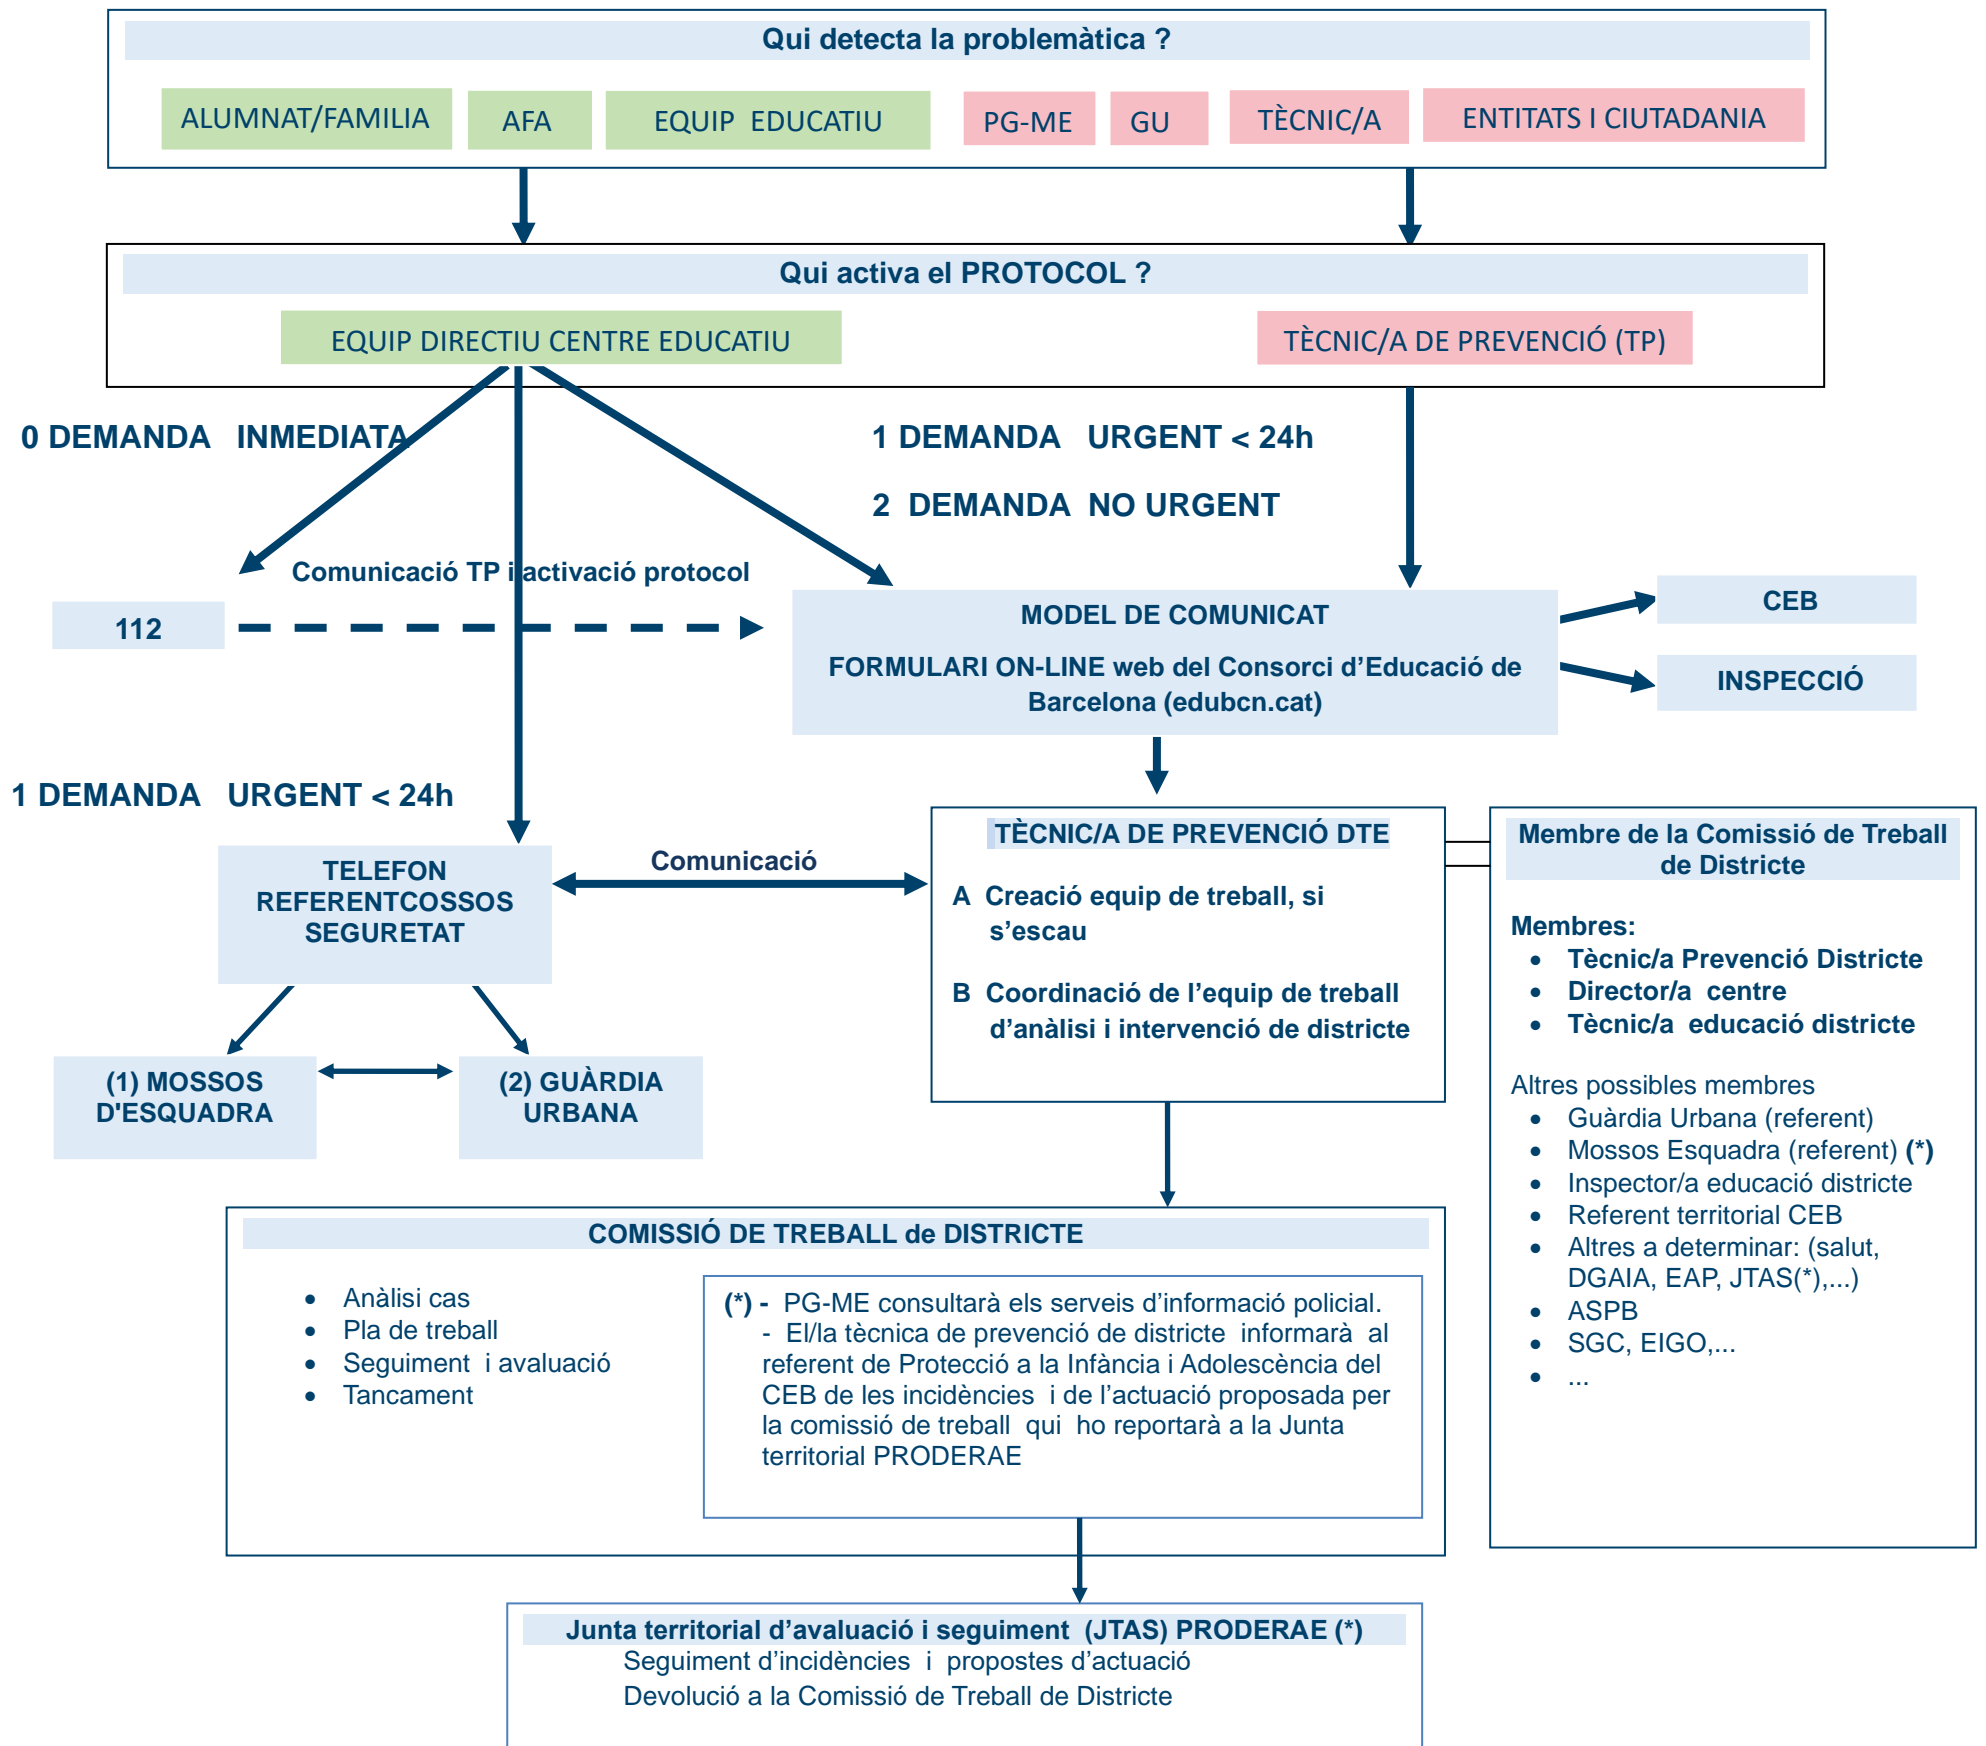 Qui detecta la problemàtica ?
ALUMNAT/FAMILIA
AFA
EQUIP EDUCATIU
PG-ME
GU
TÈCNIC/A
ENTITATS I CIUTADANIA
Qui activa el PROTOCOL ?
EQUIP DIRECTIU CENTRE EDUCATIU
TÈCNIC/A DE PREVENCIÓ (TP)
0 DEMANDA INMEDIATA
1 DEMANDA URGENT < 24h
2 DEMANDA NO URGENT
Comunicació TP i activació protocol
112
MODEL DE COMUNICAT
FORMULARI ON-LINE web del Consorci d'Educació de
Barcelona (edubcn.cat)
CEB
INSPECCIÓ
1 DEMANDA URGENT < 24h
TELEFON
REFERENTCOSSOS
SEGURETAT
Comunicació
(1) MOSSOS
D'ESQUADRA
(2) GUÀRDIA
URBANA
TÈCNIC/A DE PREVENCIÓ DTE
A Creació equip de treball, si
s'escau
B Coordinació de l'equip de treball
d'anàlisi i intervenció de districte
Membre de la Comissió de Treball
de Districte
Membres:
• Tècnic/a Prevenció Districte
• Director/a centre
• Tècnic/a educació districte
Altres possibles membres
• Guàrdia Urbana (referent)
• Mossos Esquadra (referent) (*)
• Inspector/a educació districte
• Referent territorial CEB
• Altres a determinar: (salut,
DGAIA, EAP, JTAS(*),...)
• ASPB
• SGC, EIGO,...
• ...
COMISSIÓ DE TREBALL de DISTRICTE
• Anàlisi cas
• Pla de treball
• Seguiment i avaluació
• Tancament
(*) - PG-ME consultarà els serveis d'informació policial.
- El/la tècnica de prevenció de districte informarà al
referent de Protecció a la Infància i Adolescència del
CEB de les incidències i de l'actuació proposada per
la comissió de treball qui ho reportarà a la Junta
territorial PRODERAE
Junta territorial d'avaluació i seguiment (JTAS) PRODERAE (*)
Seguiment d'incidències i propostes d'actuació
Devolució a la Comissió de Treball de Districte